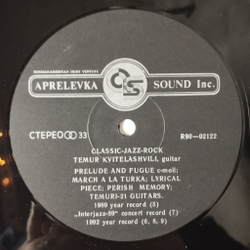 RUSSIAN-AMERICAN JOINT VENTURE
APRELEVKA SOUND Inc.
СТЕРЕО 33
R90—02122
CLASSIC-JAZZ-ROCK
TEMUR KVITELASHVILI, guitar
PRELUDE AND FUGUE c-moll;
MARCH A LA TURKA; LYRICAL
PIECE; PERISH MEMORY;
TEMURI-21 GUITARS.
1989 year record (5)
„Interjazz-89" concert record (7)
1992 year record (6, 8, 9)